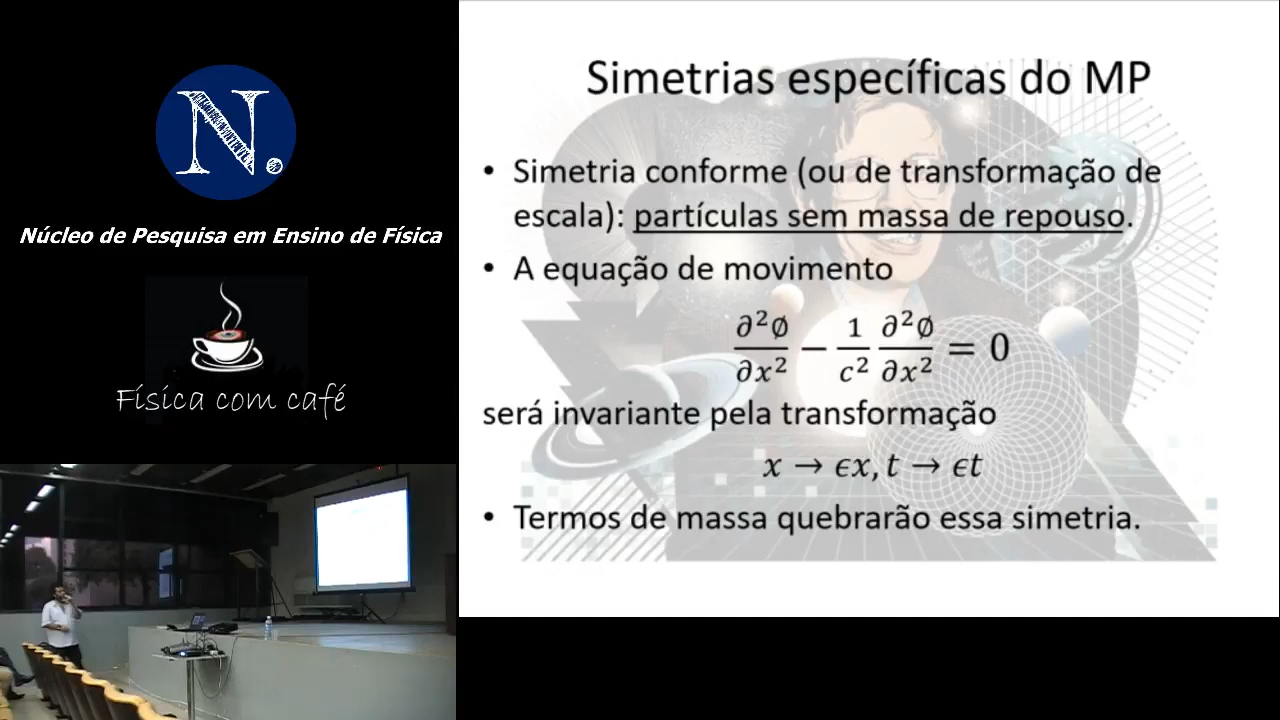 N.
Núcleo de Pesquisa em Ensino de Física
Física com café
Simetrias específicas do MP
• Simetria conforme (ou de transformação de
escala): partículas sem massa de repouso.
• A equação de movimento
∂²∅/∂x² − 1/c² ∂²∅/∂x² = 0
será invariante pela transformação
x → ϵx, t → ϵt
• Termos de massa quebrarão essa simetria.